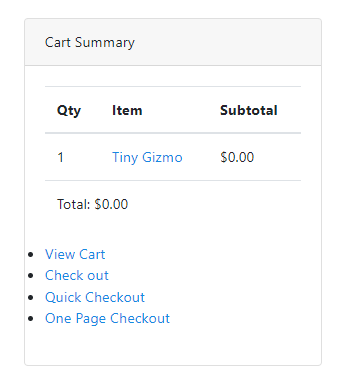 Cart Summary
Qty Item Subtotal
1 Tiny Gizmo $0.00
Total: $0.00
View Cart
Check out
Quick Checkout
One Page Checkout